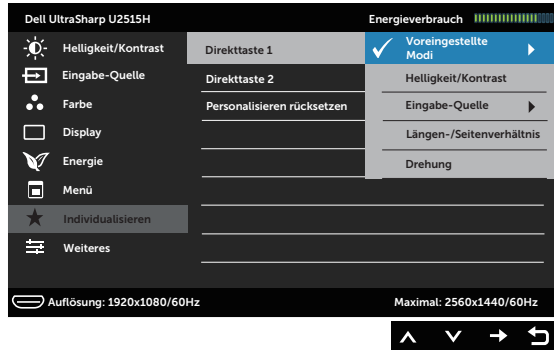 Dell UltraSharp U2515H
Energieverbrauch
Helligkeit/Kontrast
Eingabe-Quelle
Farbe
Display
Energie
Menü
Individualisieren
Weiteres
Direkttaste 1
Direkttaste 2
Personalisieren rücksetzen
Voreingestellte
Modi
Helligkeit/Kontrast
Eingabe-Quelle
Längen-/Seitenverhältnis
Drehung
Auflösung: 1920x1080/60Hz
Maximal: 2560x1440/60Hz